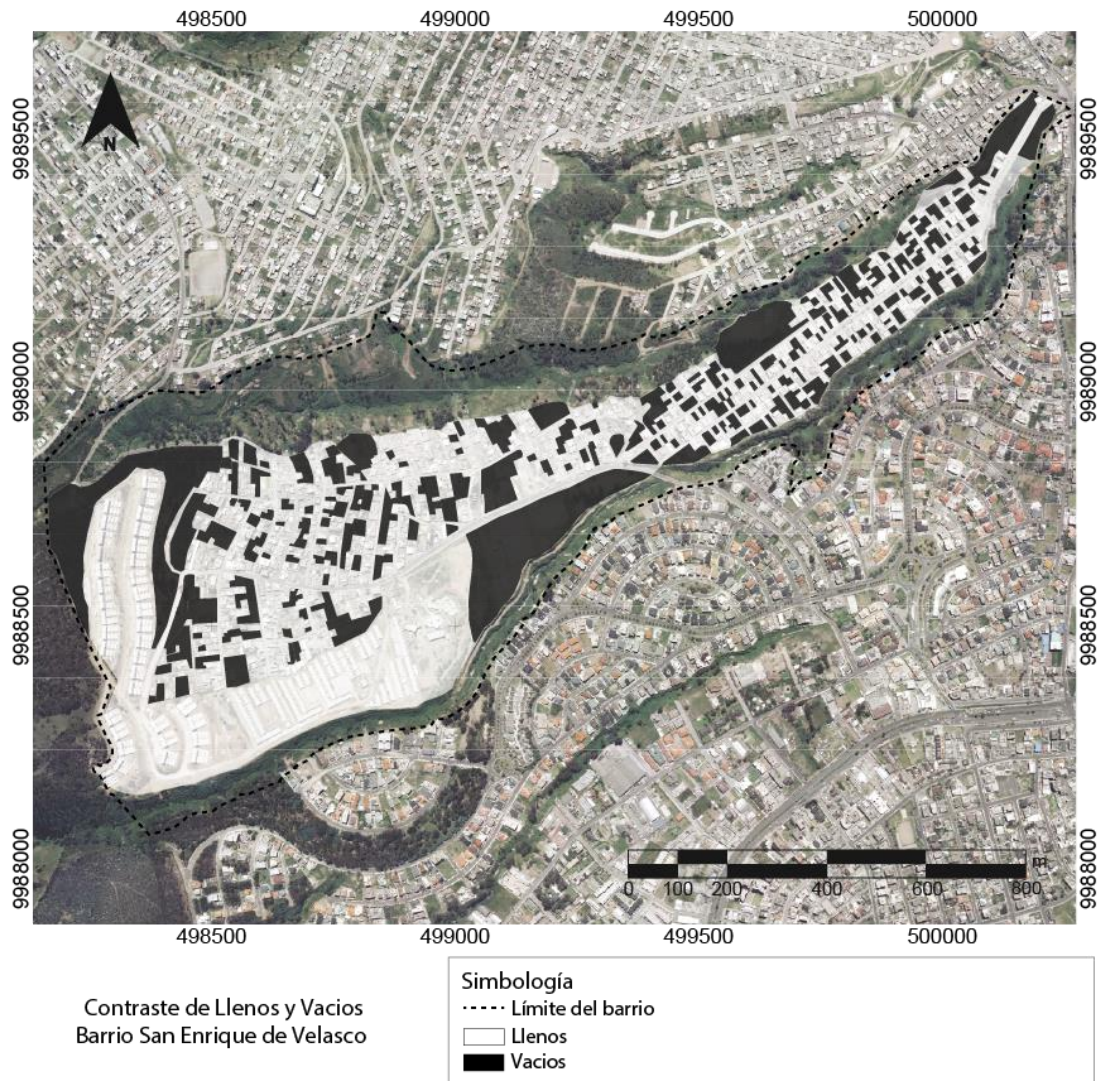 498500 499000 499500 500000
N
9989500 9989500
9989000 9989000
9988500 9988500
9988000 9988000
m
0 100 200 400 600 800
498500 499000 499500 500000
Contraste de Llenos y Vacios
Barrio San Enrique de Velasco
Simbología
Límite del barrio
Llenos
Vacios